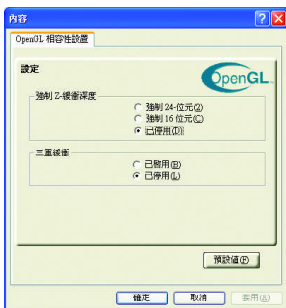 內容
OpenGL 相容性設置
設定
OpenGL
強制 Z-緩衝深度
強制 24-位元(2)
強制 16 位元(C)
已停用(D)
三重緩衝
已啓用(B)
已停用(L)
預設值(F)
確定
取消
套用(A)